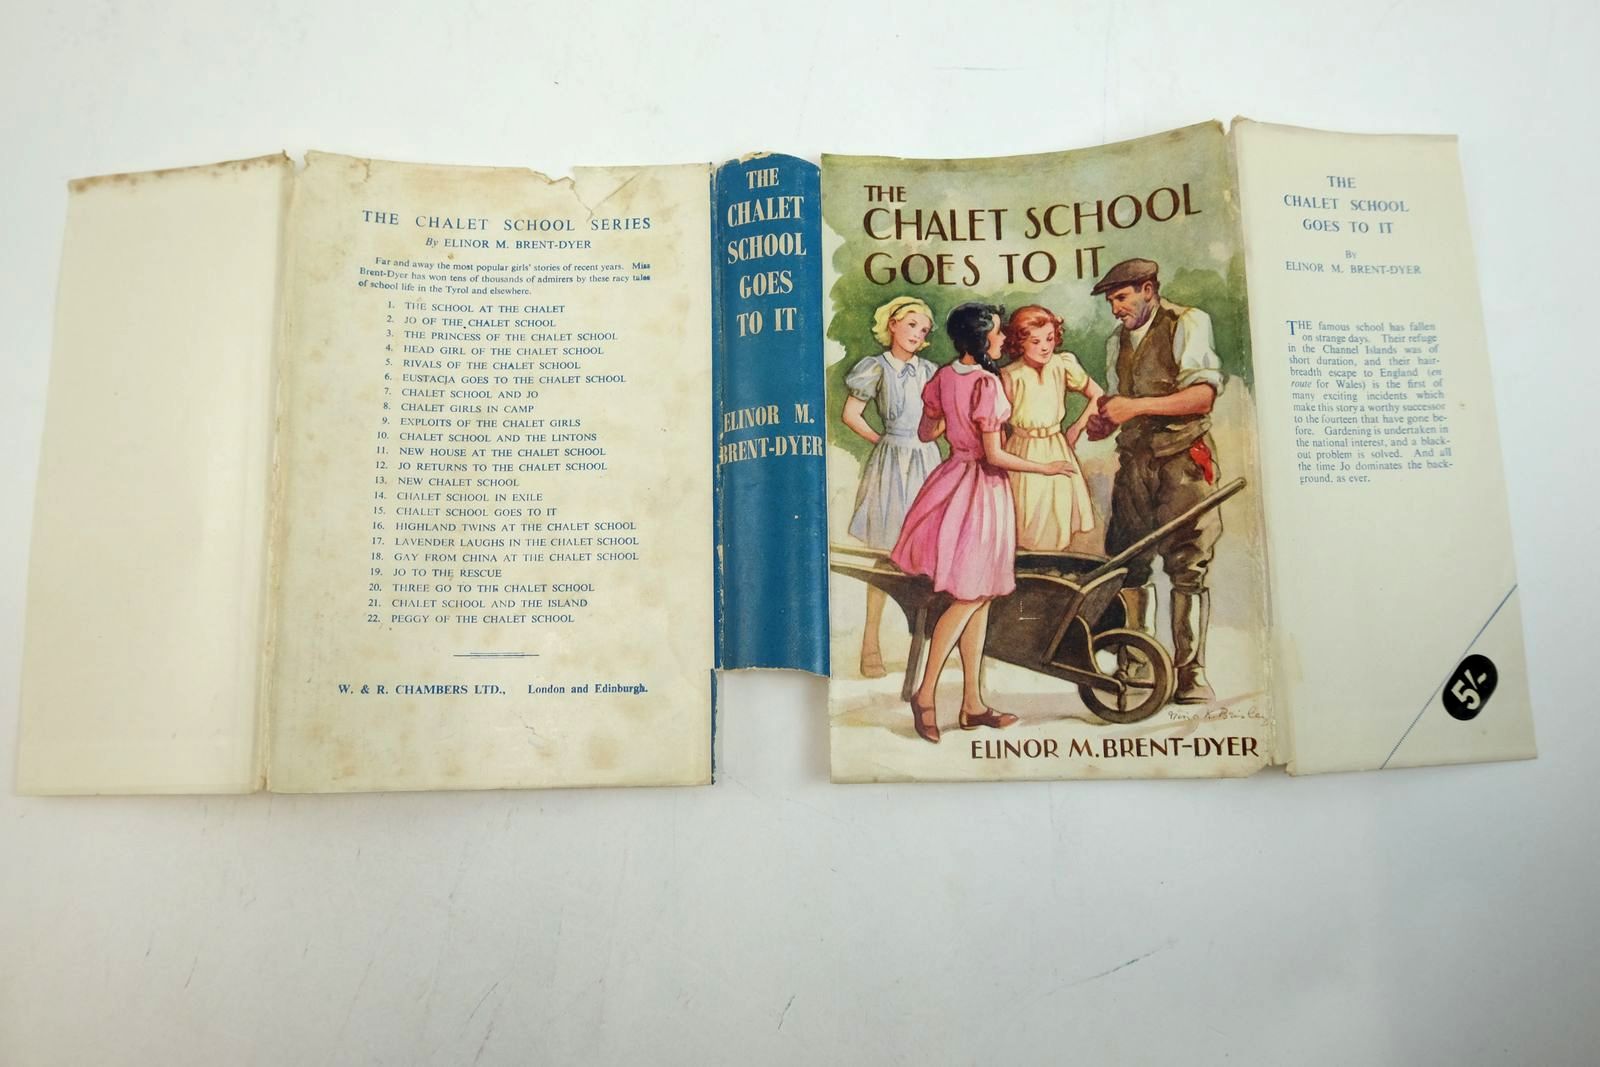 THE CHALET SCHOOL SERIES
By ELINOR M. BRENT-DYER
Far and away the most popular girls' stories of recent years. Miss
Brent-Dyer has won tens of thousands of admirers by these racy tales
of school life in the Tyrol and elsewhere.
1. THE SCHOOL AT THE CHALET
2. JO OF THE CHALET SCHOOL
3. THE PRINCESS OF THE CHALET SCHOOL
4. HEAD GIRL OF THE CHALET SCHOOL
5. RIVALS OF THE CHALET SCHOOL
6. EUSTACIA GOES TO THE CHALET SCHOOL
7. CHALET SCHOOL AND JO
8. CHALET GIRLS IN CAMP
9. EXPLOITS OF THE CHALET GIRLS
10. CHALET SCHOOL AND THE LINTONS
11. NEW HOUSE AT THE CHALET SCHOOL
12. JO RETURNS TO THE CHALET SCHOOL
13. NEW CHALET SCHOOL
14. CHALET SCHOOL IN EXILE
15. CHALET SCHOOL GOES TO IT
16. HIGHLAND TWINS AT THE CHALET SCHOOL
17. LAVENDER LAUGHS IN THE CHALET SCHOOL
18. GAY FROM CHINA AT THE CHALET SCHOOL
19. JO TO THE RESCUE
20. THREE GO TO THE CHALET SCHOOL
21. CHALET SCHOOL AND THE ISLAND
22. PEGGY OF THE CHALET SCHOOL
W. & R. CHAMBERS LTD., London and Edinburgh.
THE
CHALET
SCHOOL
GOES
TO IT
ELINOR M.
BRENT-DYER
THE
CHALET SCHOOL
GOES TO IT
Nina K. Brisley
ELINOR M. BRENT-DYER
THE
CHALET SCHOOL
GOES TO IT
BY
ELINOR M. BRENT-DYER
THE famous school has fallen
on strange days. Their refuge
in the Channel Islands was of
short duration, and their hair-
breadth escape to England (en
route for Wales) is the first of
many exciting incidents which
make this story a worthy successor
to the fourteen that have gone be-
fore. Gardening is undertaken in
the national interest, and a black-
out problem is solved. And all
the time Jo dominates the back-
ground, as ever.
5/-